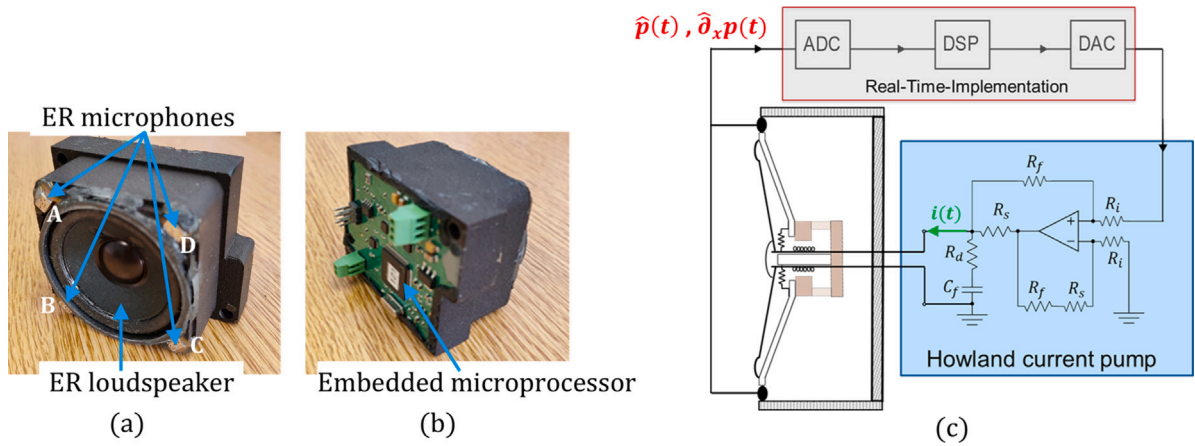 ER microphones
A
D
B
C
ER loudspeaker
(a)
Embedded microprocessor
(b)
p̂(t) , ∂̂ₓp(t)
ADC
DSP
DAC
Real-Time-Implementation
R_f
i(t)
R_s
+
R_i
−
R_d
R_i
C_f
R_f
R_s
Howland current pump
(c)